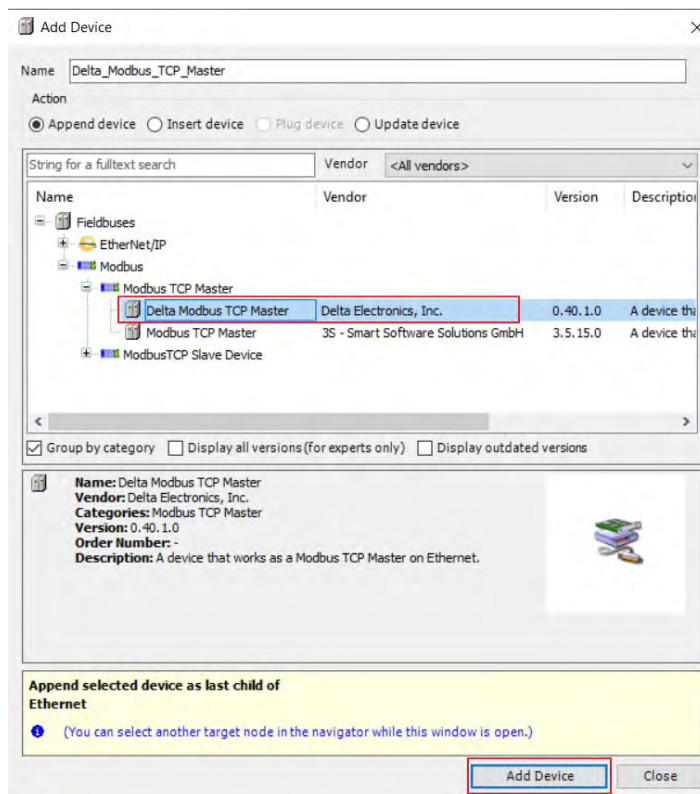 Add Device
Name Delta_Modbus_TCP_Master
Action
Append device Insert device Plug device Update device
String for a fulltext search Vendor <All vendors>
Name Vendor Version Description
Fieldbuses
EtherNet/IP
Modbus
Modbus TCP Master
Delta Modbus TCP Master Delta Electronics, Inc. 0.40.1.0 A device tha
Modbus TCP Master 3S - Smart Software Solutions GmbH 3.5.15.0 A device tha
ModbusTCP Slave Device
Group by category Display all versions (for experts only) Display outdated versions
Name: Delta Modbus TCP Master
Vendor: Delta Electronics, Inc.
Categories: Modbus TCP Master
Version: 0.40.1.0
Order Number: -
Description: A device that works as a Modbus TCP Master on Ethernet.
Append selected device as last child of
Ethernet
(You can select another target node in the navigator while this window is open.)
Add Device Close